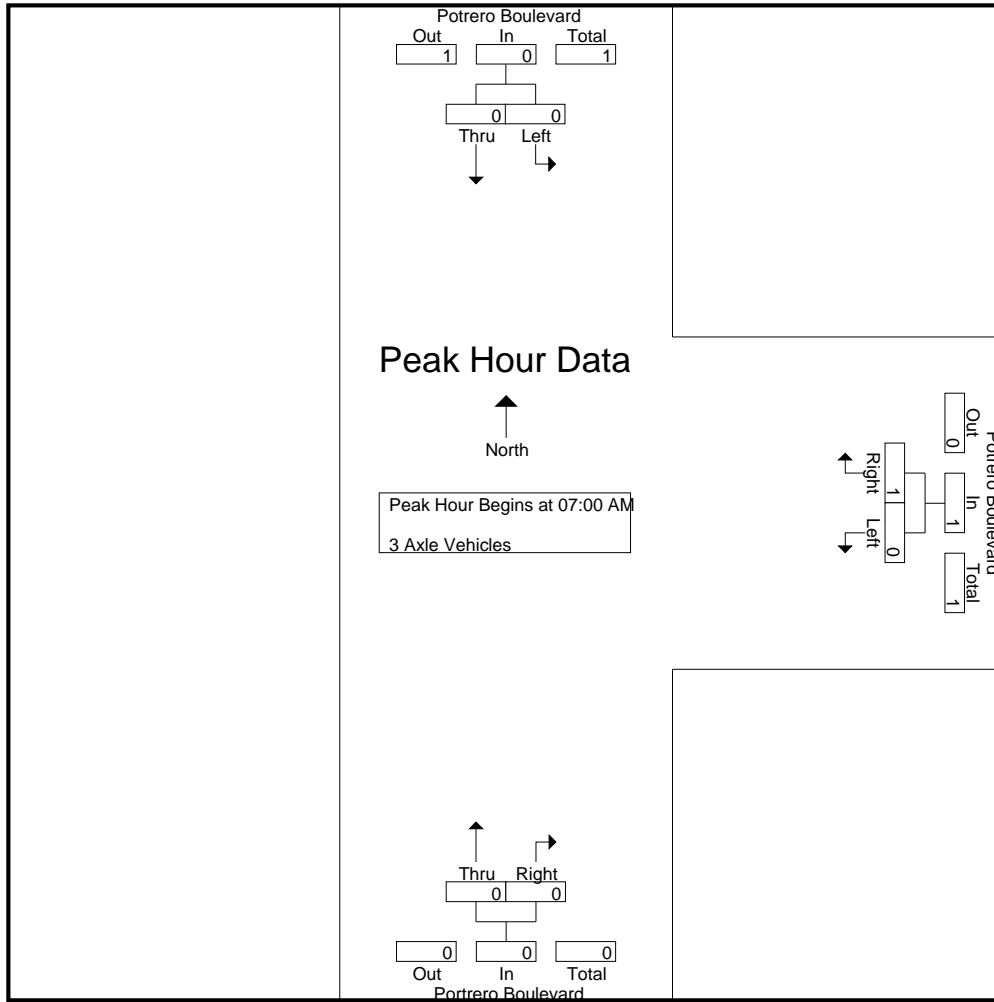 Potrero Boulevard
Out In Total
1 0 1
0 0
Thru Left
Peak Hour Data
North
Peak Hour Begins at 07:00 AM
3 Axle Vehicles
Right Left
1 0
Out In Total
0 1 1
Potrero Boulevard
Thru Right
0 0
0 0 0
Out In Total
Portrero Boulevard